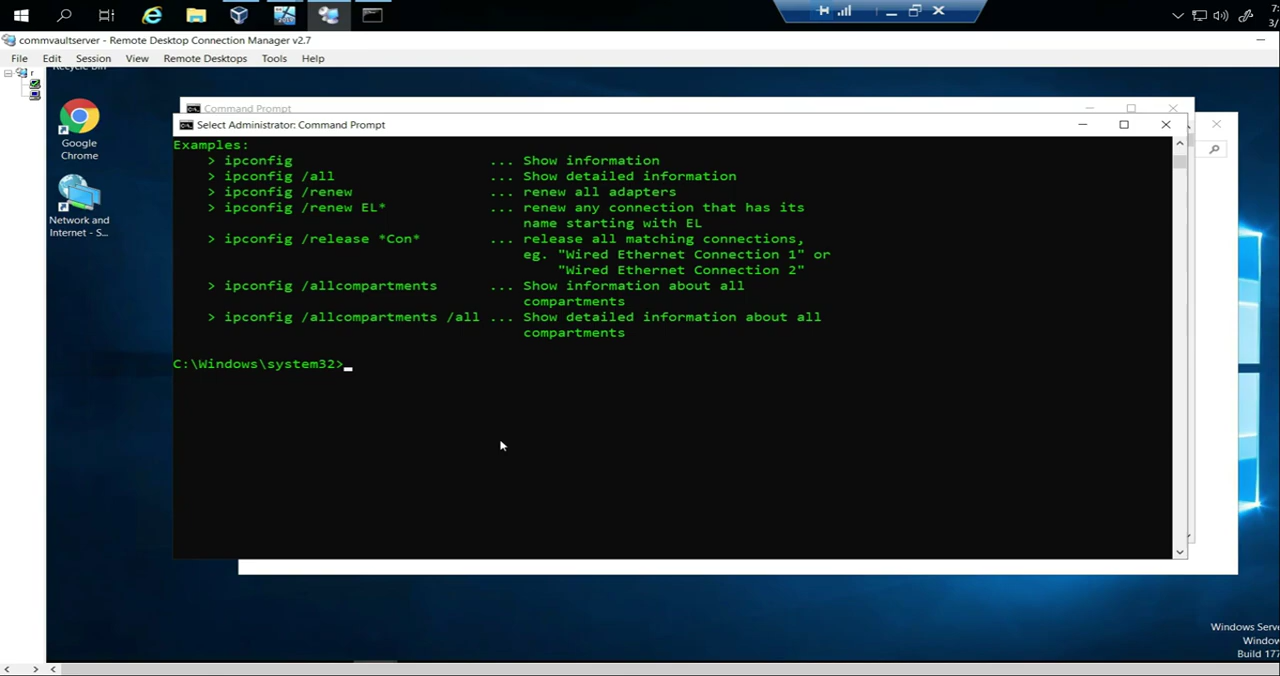 7:
3/
commvaultserver - Remote Desktop Connection Manager v2.7
File Edit Session View Remote Desktops Tools Help
r
Google
Chrome
Network and
Internet - S...
Command Prompt
Select Administrator: Command Prompt
Examples:
> ipconfig ... Show information
> ipconfig /all ... Show detailed information
> ipconfig /renew ... renew all adapters
> ipconfig /renew EL* ... renew any connection that has its
name starting with EL
> ipconfig /release *Con* ... release all matching connections,
eg. "Wired Ethernet Connection 1" or
"Wired Ethernet Connection 2"
> ipconfig /allcompartments ... Show information about all
compartments
> ipconfig /allcompartments /all ... Show detailed information about all
compartments
C:\Windows\system32>
Windows Serve
Window
Build 177